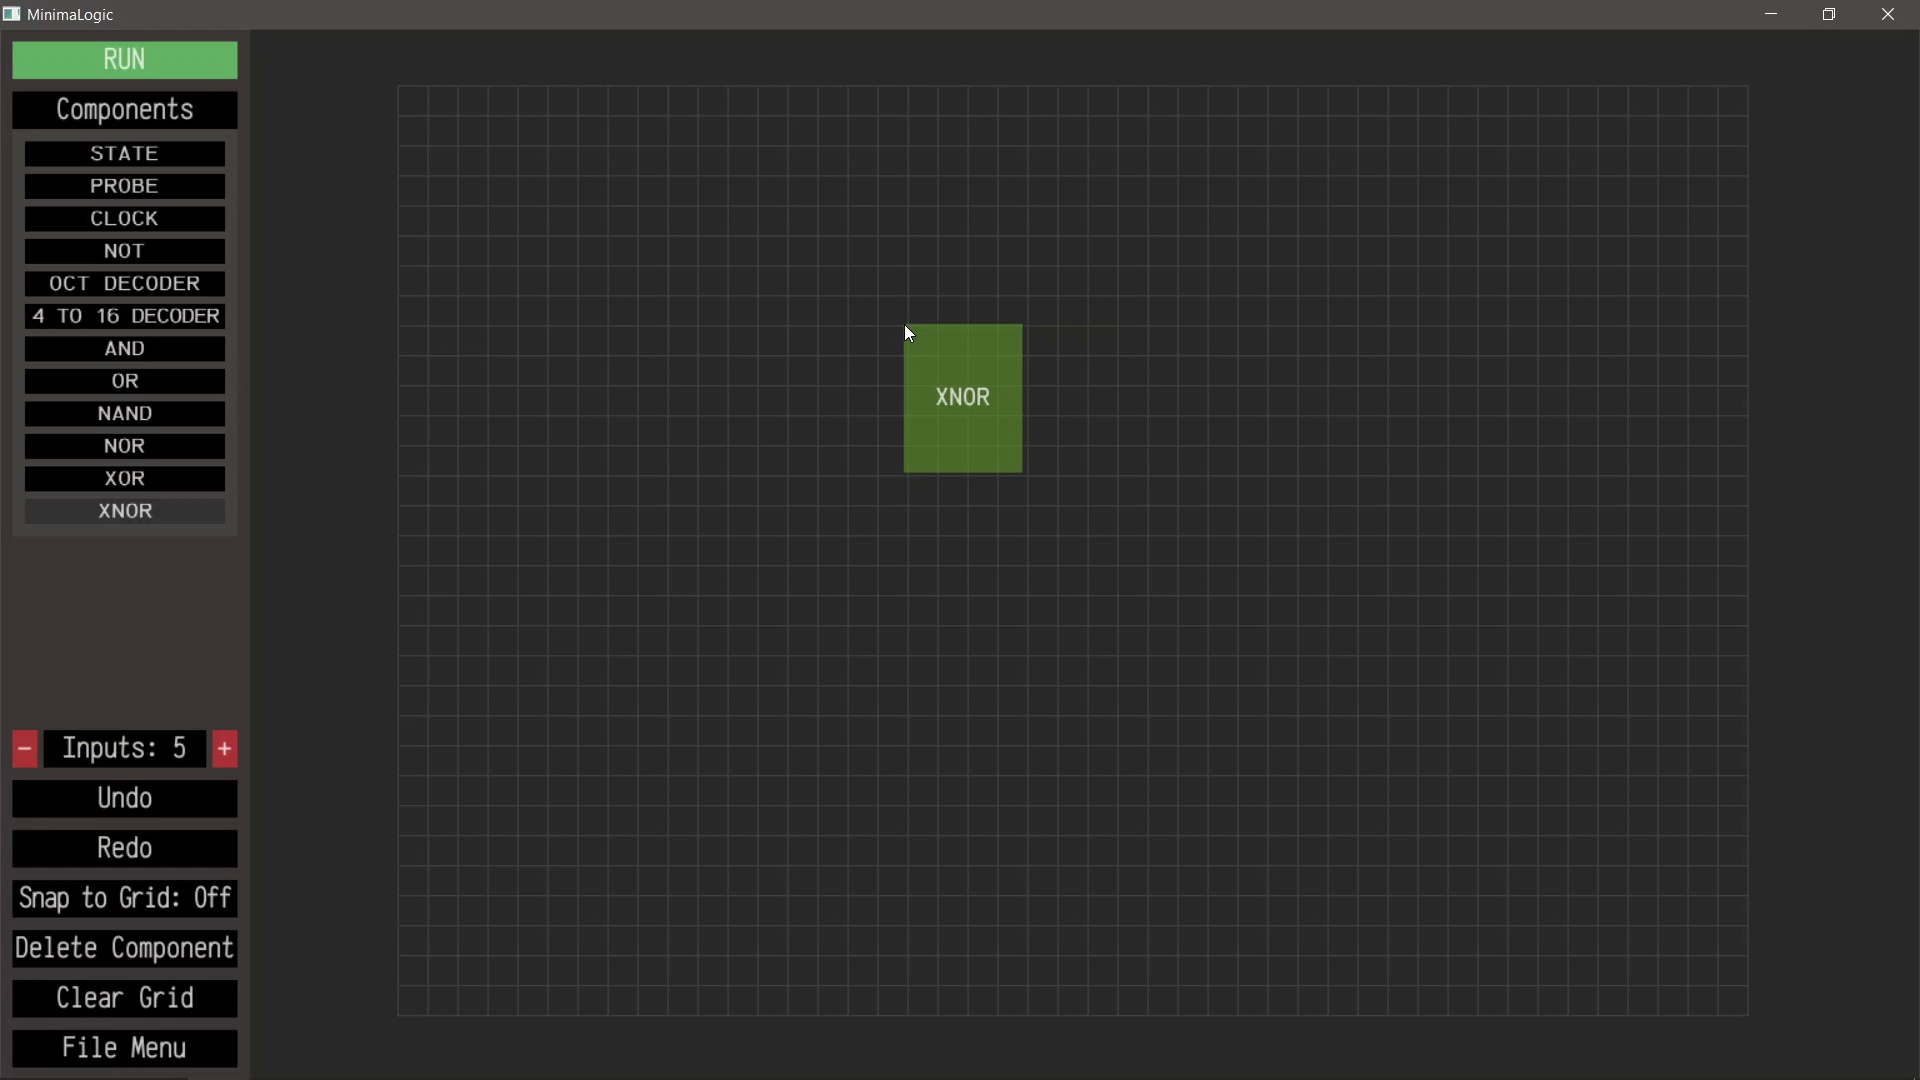 MinimaLogic
RUN
Components
STATE
PROBE
CLOCK
NOT
OCT DECODER
4 TO 16 DECODER
AND
OR
NAND
NOR
XOR
XNOR
XNOR
- Inputs: 5 +
Undo
Redo
Snap to Grid: Off
Delete Component
Clear Grid
File Menu